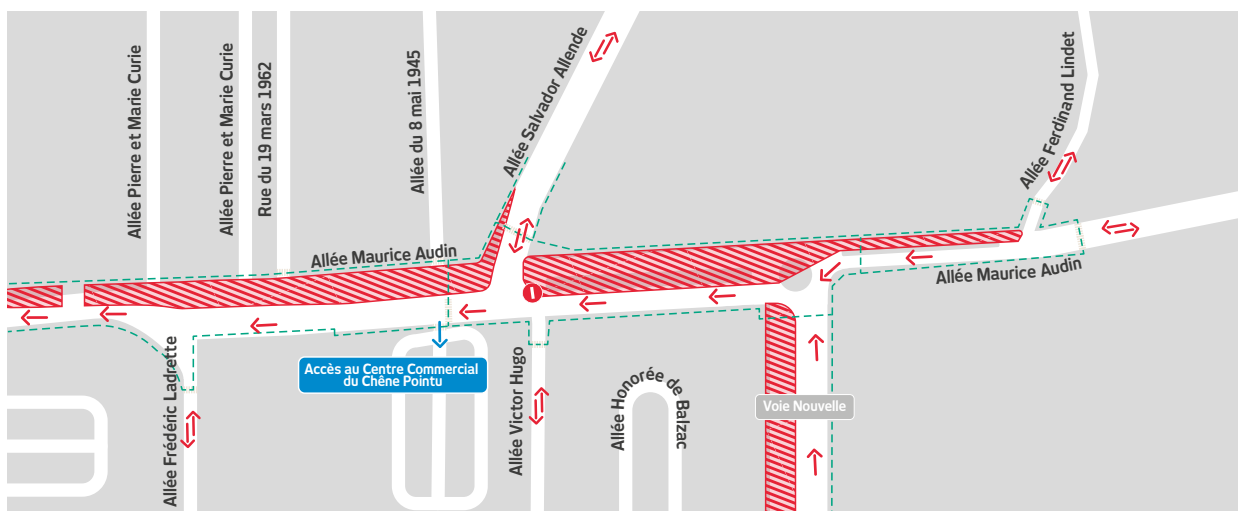 Allée Pierre et Marie Curie
Allée Pierre et Marie Curie
Rue du 19 mars 1962
Allée du 8 mai 1945
Allée Salvador Allende
Allée Ferdinand Lindet
Allée Maurice Audin
Allée Maurice Audin
Accès au Centre Commercial
du Chêne Pointu
Allée Frédéric Ladrette
Allée Victor Hugo
Allée Honorée de
Balzac
Voie Nouvelle